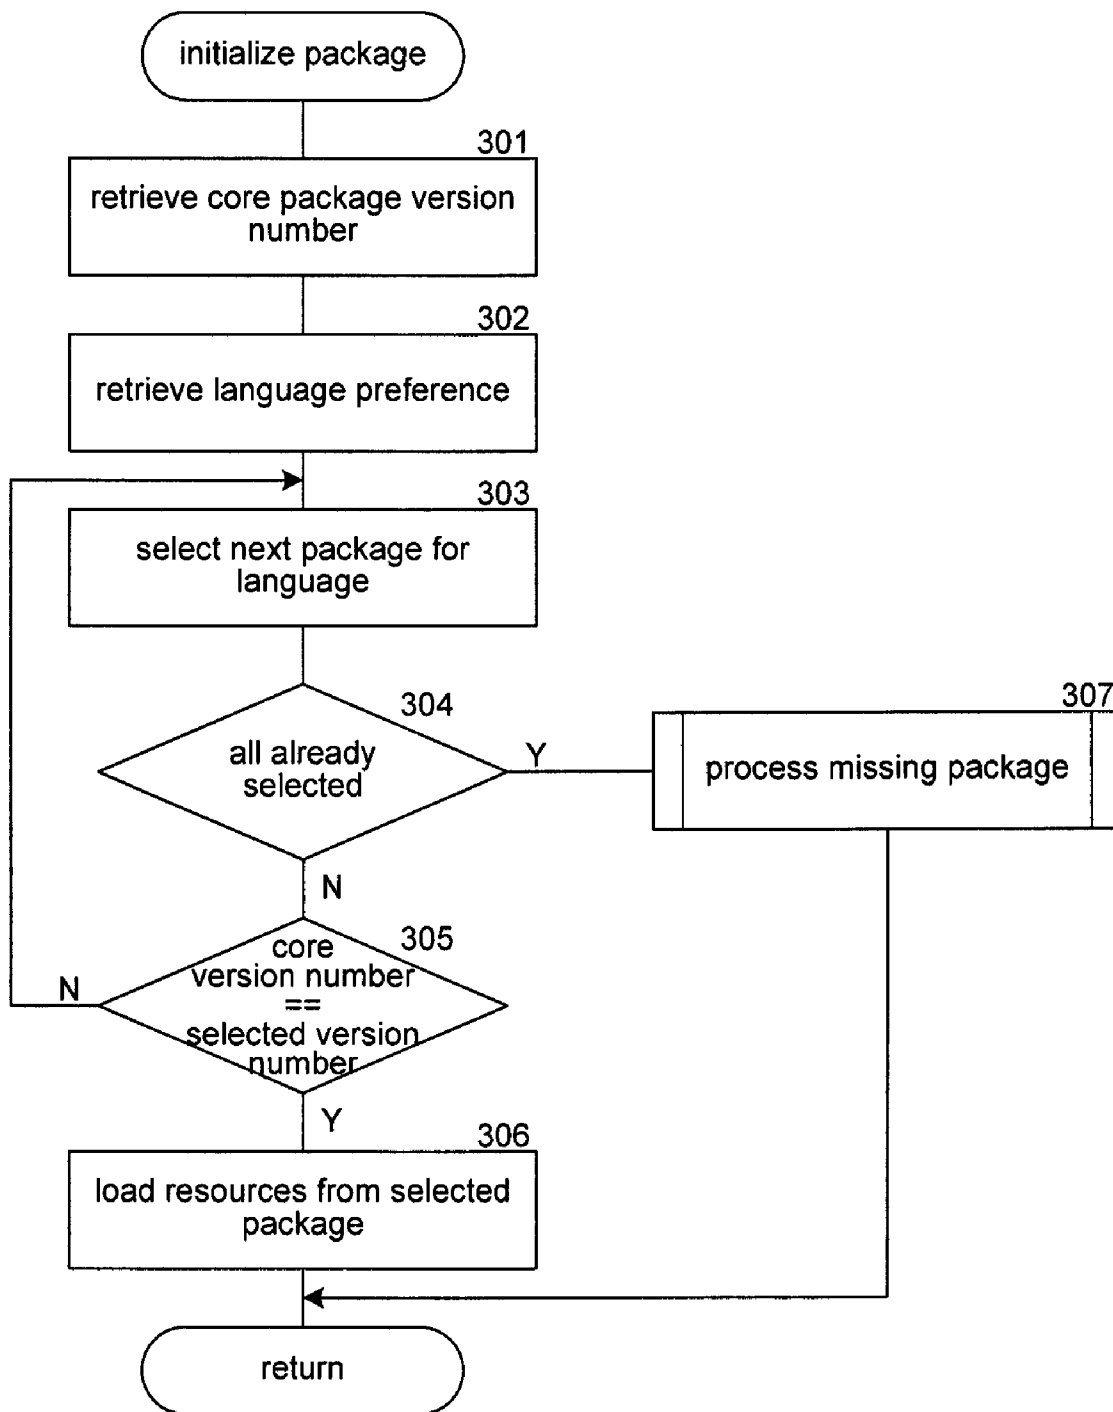 initialize package
301
retrieve core package version
number
302
retrieve language preference
303
select next package for
language
304
all already
selected
Y
307
process missing package
N
305
core
version number
==
selected version
number
N
Y
306
load resources from selected
package
return